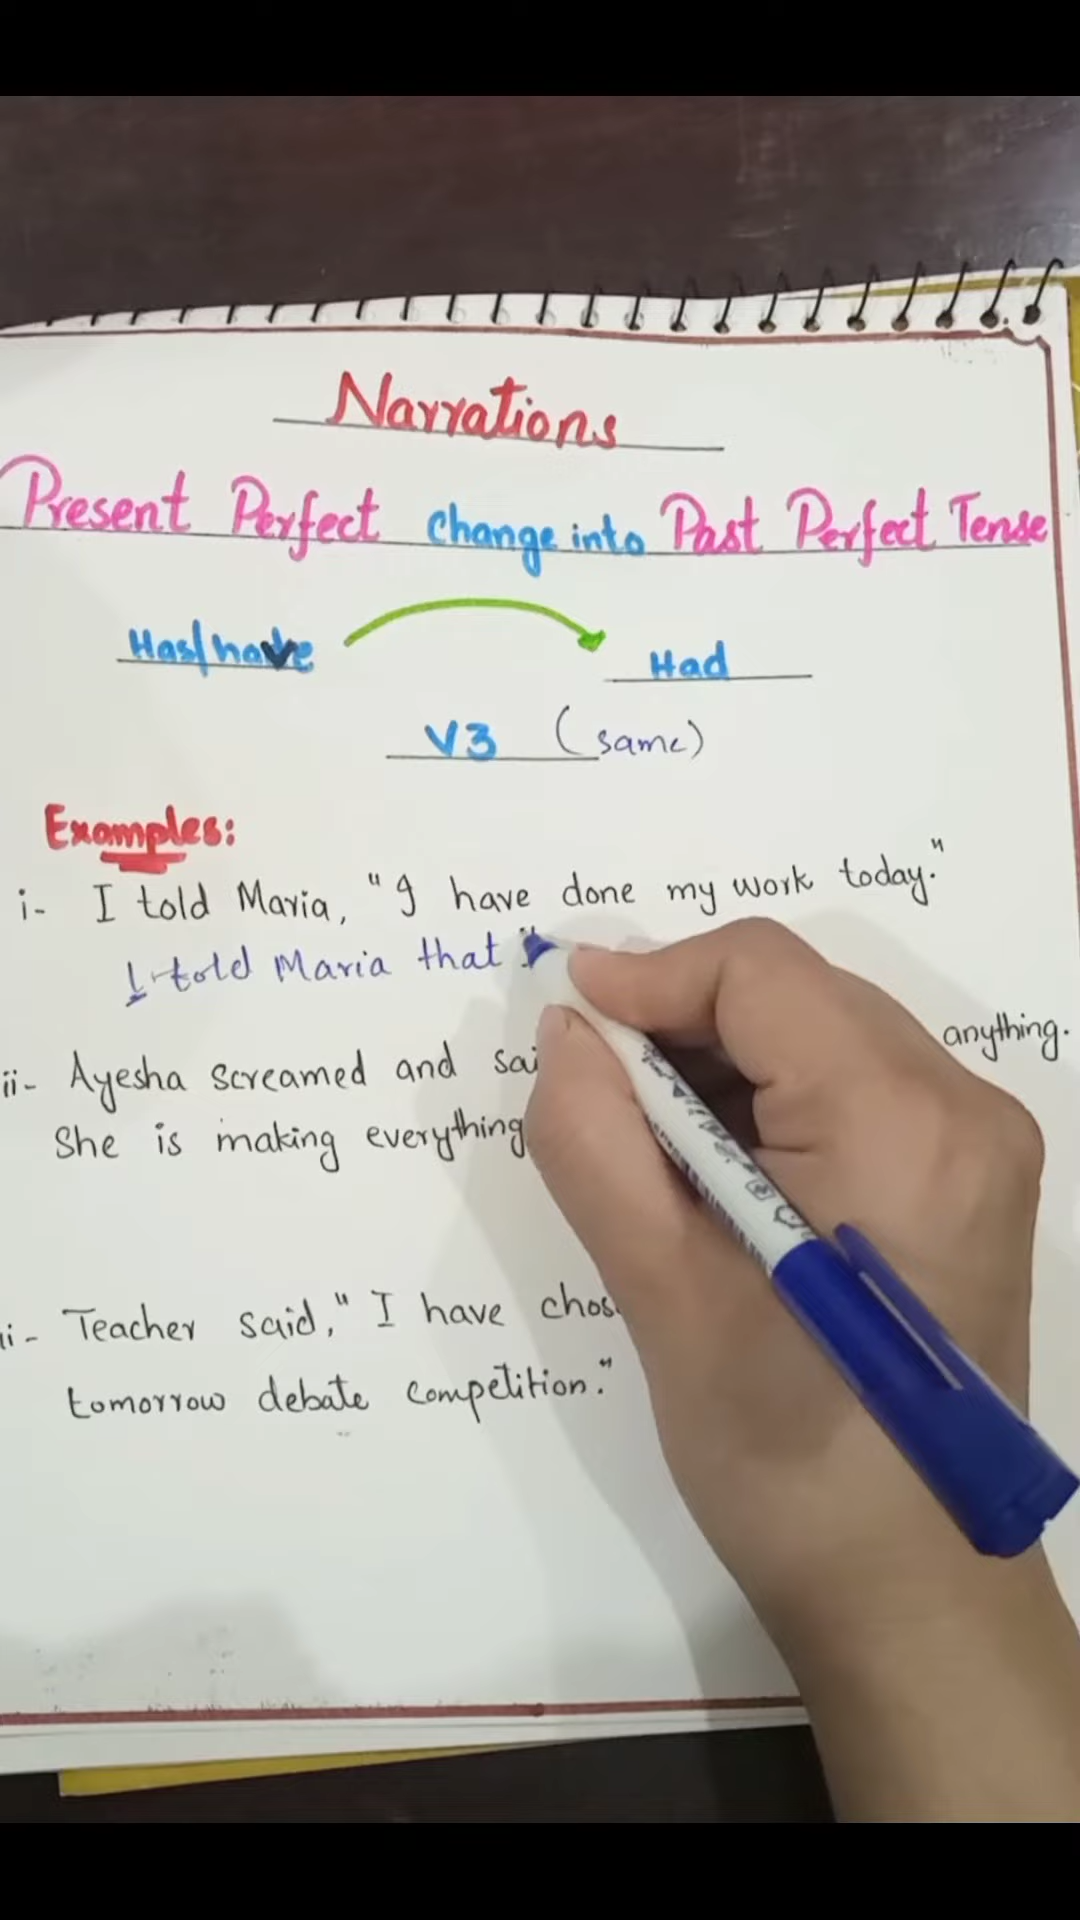 Narrations
Present Perfect change into Past Perfect Tense
Has/have Had
V3 (same)
Examples:
i- I told Maria, "I have done my work today."
I told Maria that
ii- Ayesha screamed and anything.
She is making everything
Teacher said, "I have
tomorrow debate competition."